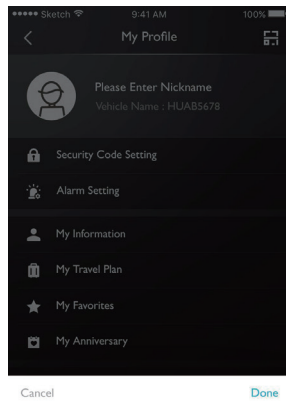 Sketch 9:41 AM 100%
My Profile
Please Enter Nickname
Vehicle Name : HUAB5678
Security Code Setting
Alarm Setting
My Information
My Travel Plan
My Favorites
My Anniversary
Cancel Done